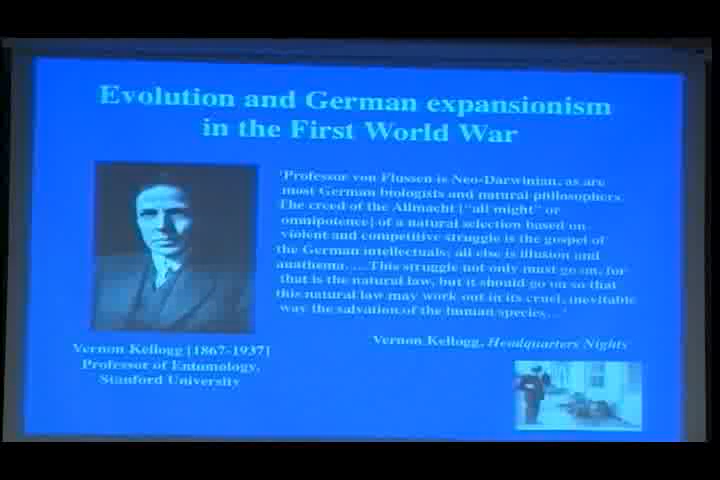 Evolution and German expansionism
in the First World War
'Professor von Flussen is Neo-Darwinian, as are
most German biologists and natural philosophers.
The creed of the Allmacht ["all might" or
omnipotence] of a natural selection based on
violent and competitive struggle is the gospel of
the German intellectuals; all else is illusion and
anathema. ... This struggle not only must go on, for
that is the natural law, but it should go on so that
this natural law may work out in its cruel, inevitable
way the salvation of the human species...'
Vernon Kellogg, Headquarters Nights
Vernon Kellogg [1867-1937]
Professor of Entomology,
Stanford University